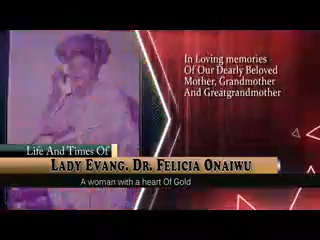 In Loving memories
Of Our Dearly Beloved
Mother, Grandmother
And Greatgrandmother
Life And Times Of
Lady Evang. Dr. Felicia Onaiwu
A woman with a heart Of Gold